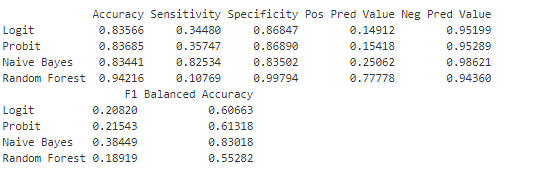 Accuracy Sensitivity Specificity Pos Pred Value Neg Pred Value
Logit 0.83566 0.34480 0.86847 0.14912 0.95199
Probit 0.83685 0.35747 0.86890 0.15418 0.95289
Naive Bayes 0.83441 0.82534 0.83502 0.25062 0.98621
Random Forest 0.94216 0.10769 0.99794 0.77778 0.94360
F1 Balanced Accuracy
Logit 0.20820 0.60663
Probit 0.21543 0.61318
Naive Bayes 0.38449 0.83018
Random Forest 0.18919 0.55282